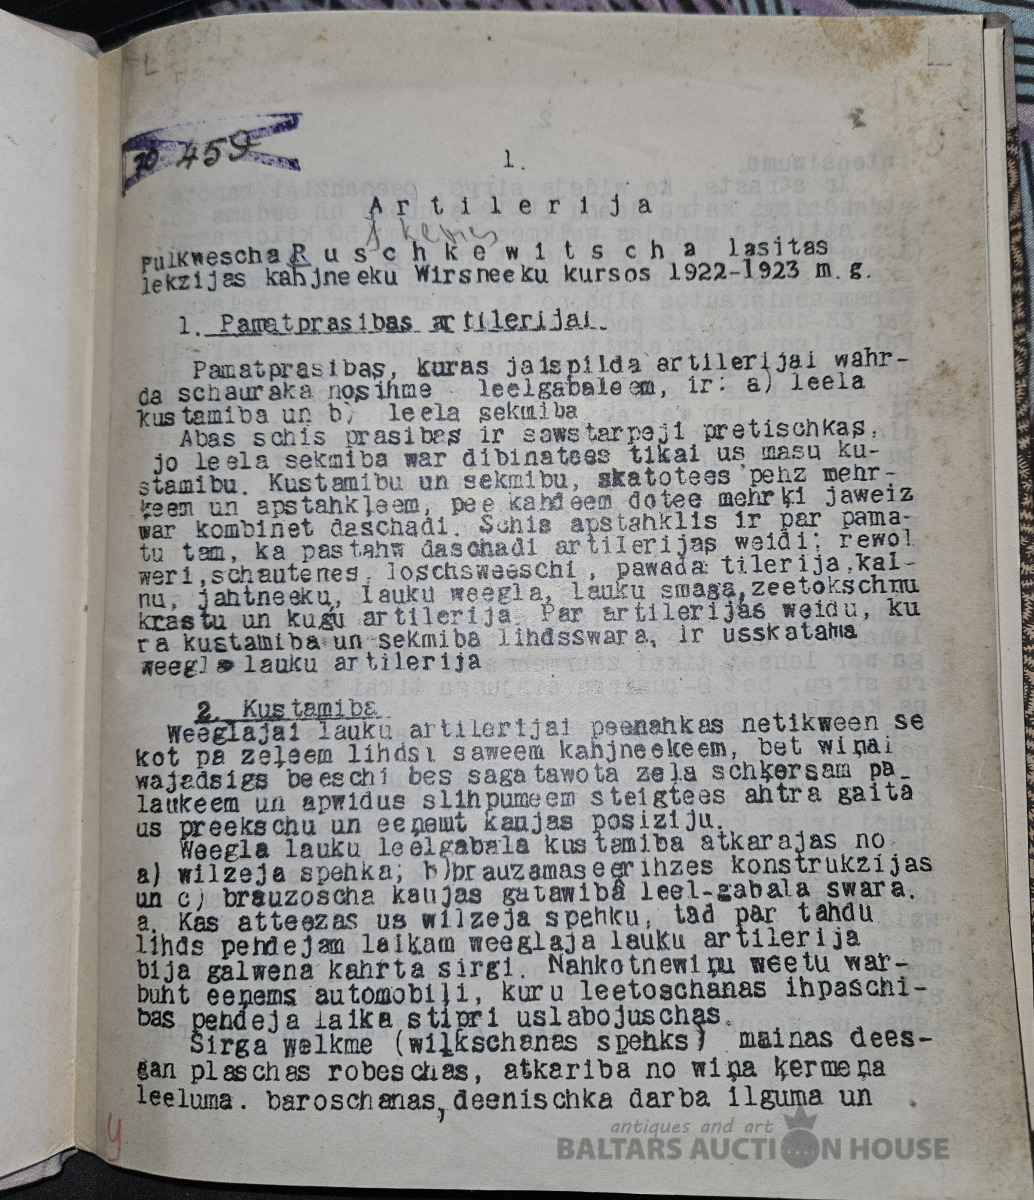 459
1.
Artilerija
Pulkwescha Ruschkewitscha lasitas
lekzijas kahjneeku Wirsneeku kursos 1922-1923 m.g.
1. Pamatprasibas artilerijai.
Pamatprasibas, kuras jaispilda artilerijai wahr-
da schauraka nosihme leelgabaleem, ir: a) leela
kustamiba un b) leela sekmiba
Abas schis prasibas ir sawstarpeji pretischkas,
jo leela sekmiba war dibinatees tikai us masu ku-
stamibu. Kustamibu un sekmibu, skatotees pehz mehr-
ķeem un apstahkļeem, pee kahdeem dotee mehrķi jaweiz
war kombinet daschadi. Schis apstahklis ir par pama-
tu tam, ka pastahw daschadi artilerijas weidi: rewol
weri, schautenes, loschsweeschi, pawada tilerija, kal-
nu, jahtneeku, lauku weegla, lauku smaga, zeetokschnu
krastu un kugu artilerija. Par artilerijas weidu, ku
ra kustamiba un sekmiba lihdsswara, ir usskatama
weegla lauku artilerija
2. Kustamiba
Weeglajai lauku artilerijai peenahkas netikween se
kot pa zeļeem lihdsi saweem kahjneekeem, bet wiņai
wajadsigs beeschi bes sagatawota zeļa schķersam pa
laukeem un apwidus slihpumeem steigtees ahtra gaita
us preekschu un eeņemt kaujas posiziju.
Weegla lauku leelgabala kustamiba atkarajas no
a) wilzeja spehka; b) brauzamas eerihzes konstrukzijas
un c) brauzoscha kaujas gatawiba leel-gabala swara.
a. Kas atteezas us wilzeja spehku, tad par tahdu
lihds pehdejam laikam weeglaja lauku artilerija
bija galwena kahrta sirgi. Nahkotnewiņu weetu war-
buht eeņems automobiļi, kuru leetoschanas ihpaschi-
bas pehdeja laika stipri uslabojuschas.
Sirga welkme (wilkschanas spehks) mainas dees-
gan plaschas robeschas, atkariba no wiņa ķermeņa
leeluma. baroschanas, deenischka darba ilguma un
antiques and art
BALTARS AUCTION HOUSE